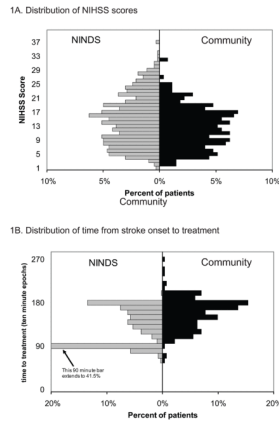 1A. Distribution of NIHSS scores
NINDS
Community
NIHSS Score
37
33
29
25
21
17
13
9
5
1
10%
5%
0%
5%
10%
Percent of patients
Community
1B. Distribution of time from stroke onset to treatment
NINDS
Community
time to treatment (ten minute epochs)
270
180
90
0
This 90 minute bar
extends to 41.5%
20%
10%
0%
10%
20%
Percent of patients